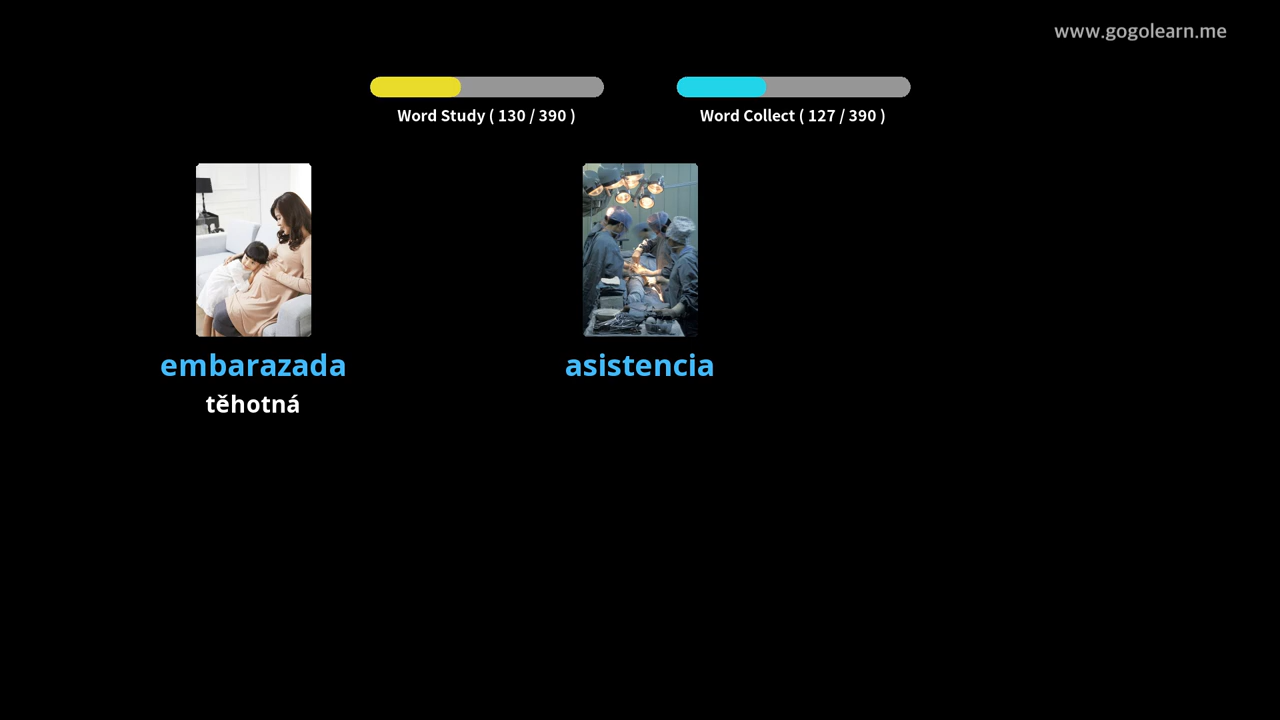 www.gogolearn.me
Word Study ( 130 / 390 )
Word Collect ( 127 / 390 )
embarazada
těhotná
asistencia